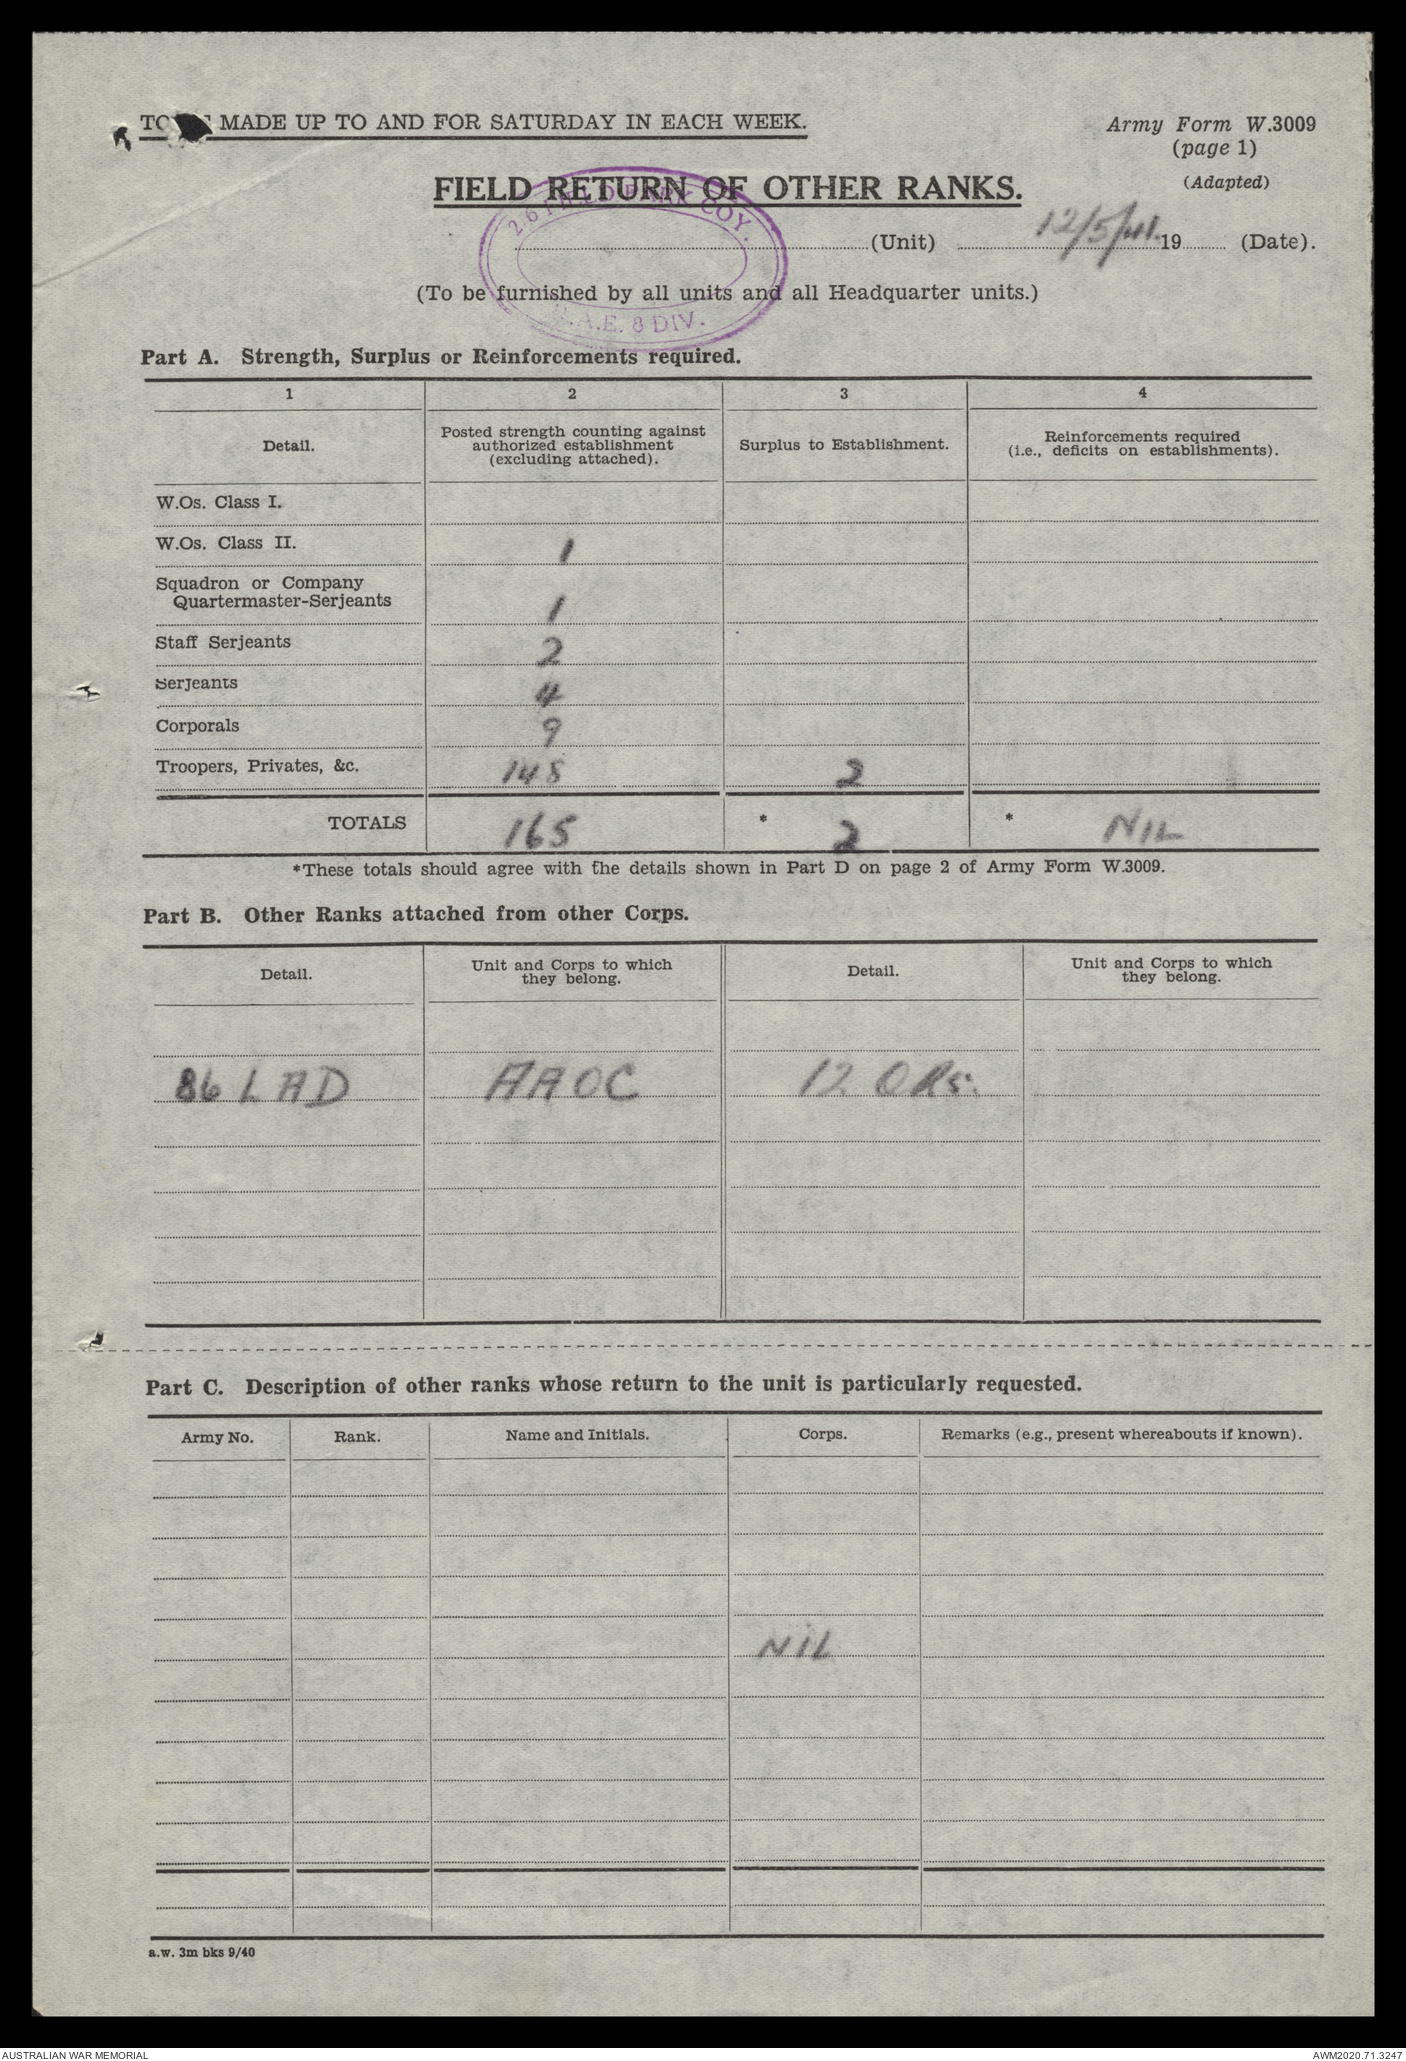 MADE UP TO AND FOR SATURDAY IN EACH WEEK.
Army Form W.3009
(page 1)
(Adapted)
FIELD RETURN OF OTHER RANKS.
FIELD PARK COY.
A.E. 8 DIV.
(Unit) 12/5/41. 19 (Date).
(To be furnished by all units and all Headquarter units.)
Part A. Strength, Surplus or Reinforcements required.
1 2 3 4
Detail.
Posted strength counting against
authorized establishment
(excluding attached).
Surplus to Establishment.
Reinforcements required
(i.e., deficits on establishments).
W.Os. Class I.
W.Os. Class II. 1
Squadron or Company
Quartermaster-Serjeants 1
Staff Serjeants 2
Serjeants 4
Corporals 9
Troopers, Privates, &c. 148 2
TOTALS 165 * 2 * NIL
*These totals should agree with the details shown in Part D on page 2 of Army Form W.3009.
Part B. Other Ranks attached from other Corps.
Detail.
Unit and Corps to which
they belong.
Detail.
Unit and Corps to which
they belong.
86 L A D AAOC 12 ORs.
Part C. Description of other ranks whose return to the unit is particularly requested.
Army No. Rank. Name and Initials. Corps. Remarks (e.g., present whereabouts if known).
NIL
a.w. 3m bks 9/40
AUSTRALIAN WAR MEMORIAL
AWM2020.71.3247